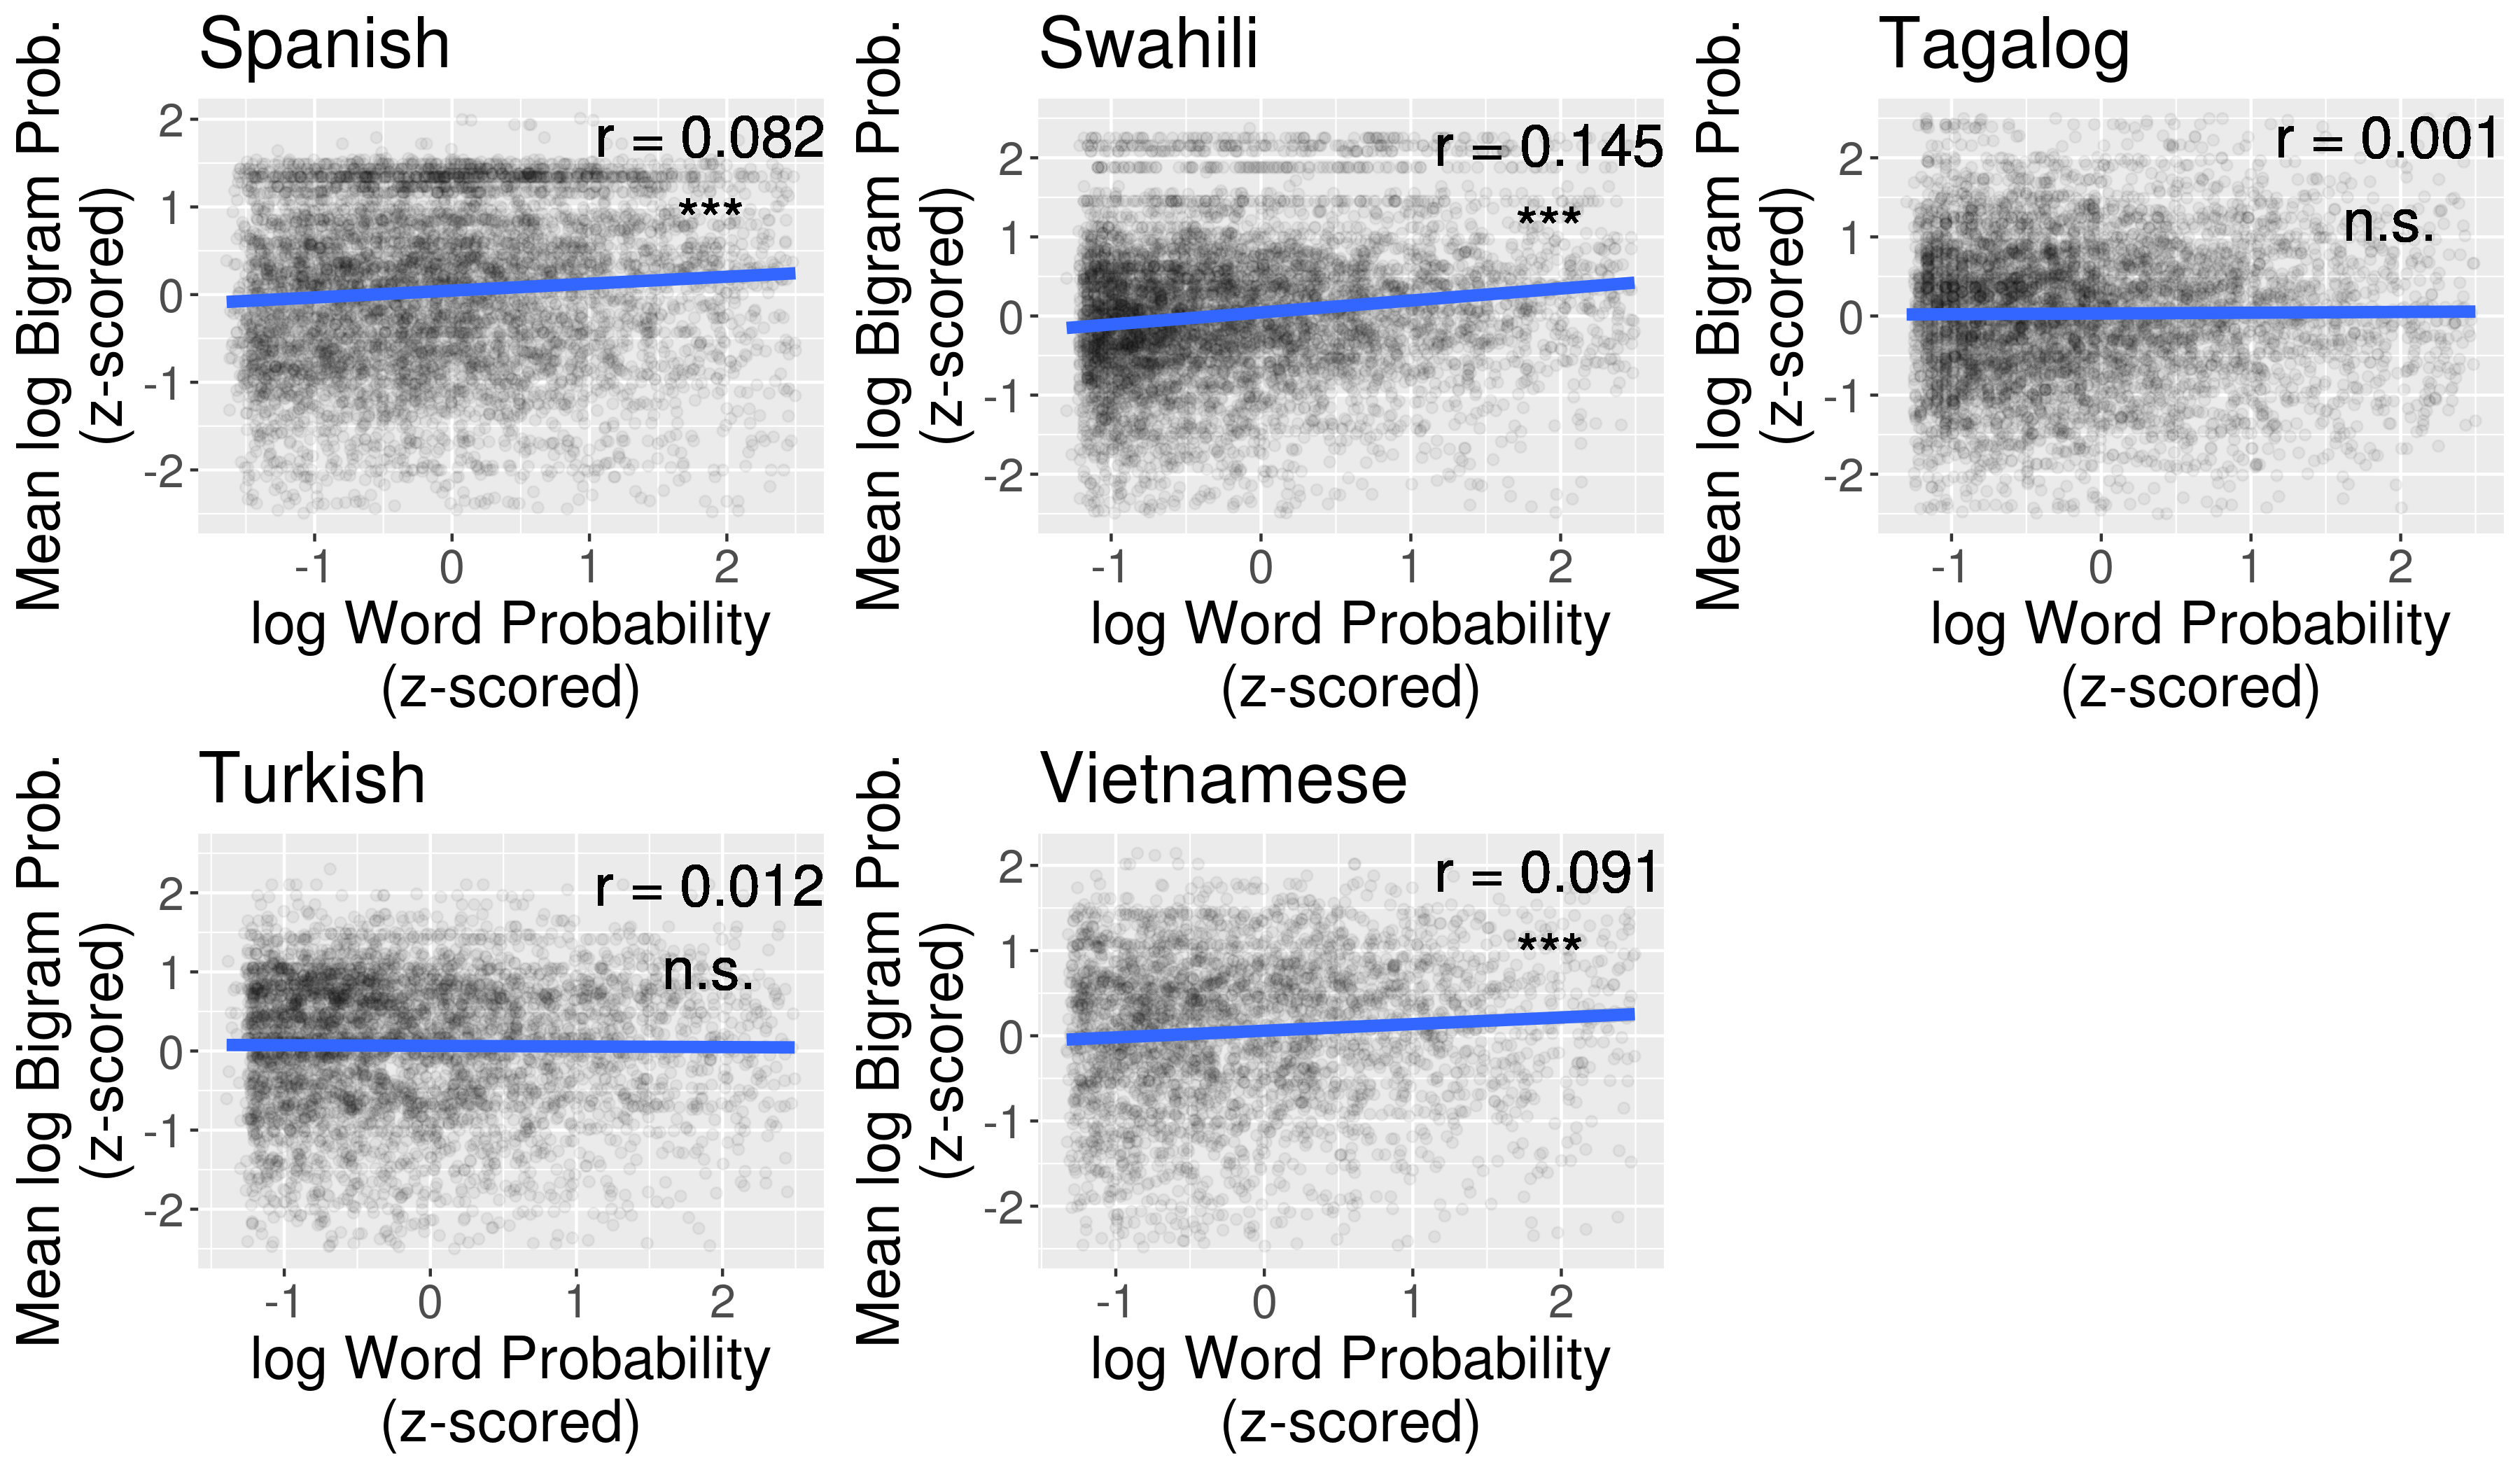 Spanish
Mean log Bigram Prob.
(z-scored)
2
1
0
-1
-2
r = 0.082
***
-1 0 1 2
log Word Probability
(z-scored)
Swahili
Mean log Bigram Prob.
(z-scored)
2
1
0
-1
-2
r = 0.145
***
-1 0 1 2
log Word Probability
(z-scored)
Tagalog
Mean log Bigram Prob.
(z-scored)
2
1
0
-1
-2
r = 0.001
n.s.
-1 0 1 2
log Word Probability
(z-scored)
Turkish
Mean log Bigram Prob.
(z-scored)
2
1
0
-1
-2
r = 0.012
n.s.
-1 0 1 2
log Word Probability
(z-scored)
Vietnamese
Mean log Bigram Prob.
(z-scored)
2
1
0
-1
-2
r = 0.091
***
-1 0 1 2
log Word Probability
(z-scored)